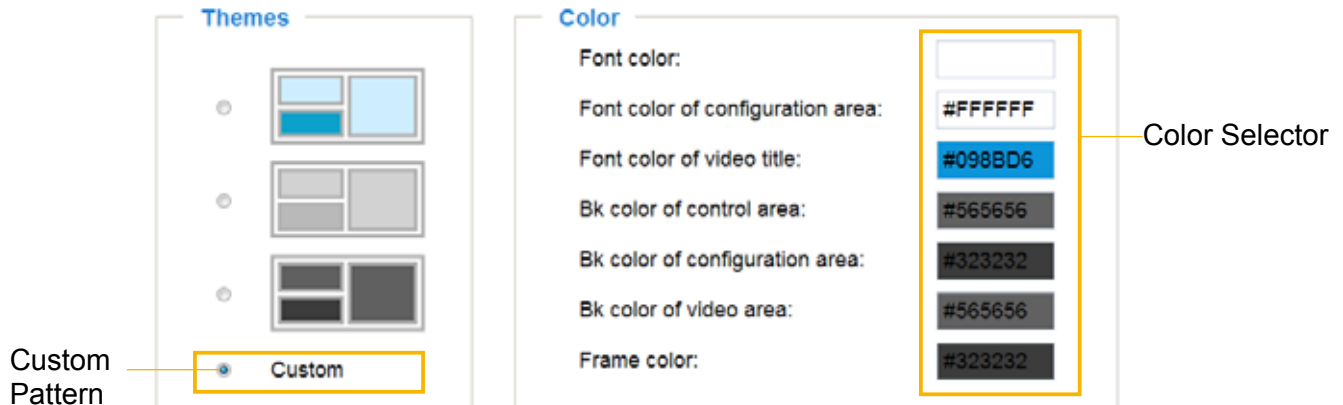 Themes
Color
Font color:
Font color of configuration area: #FFFFFF
Font color of video title: #098BD6
Bk color of control area: #565656
Bk color of configuration area: #323232
Bk color of video area: #565656
Frame color: #323232
Color Selector
Custom
Custom
Pattern